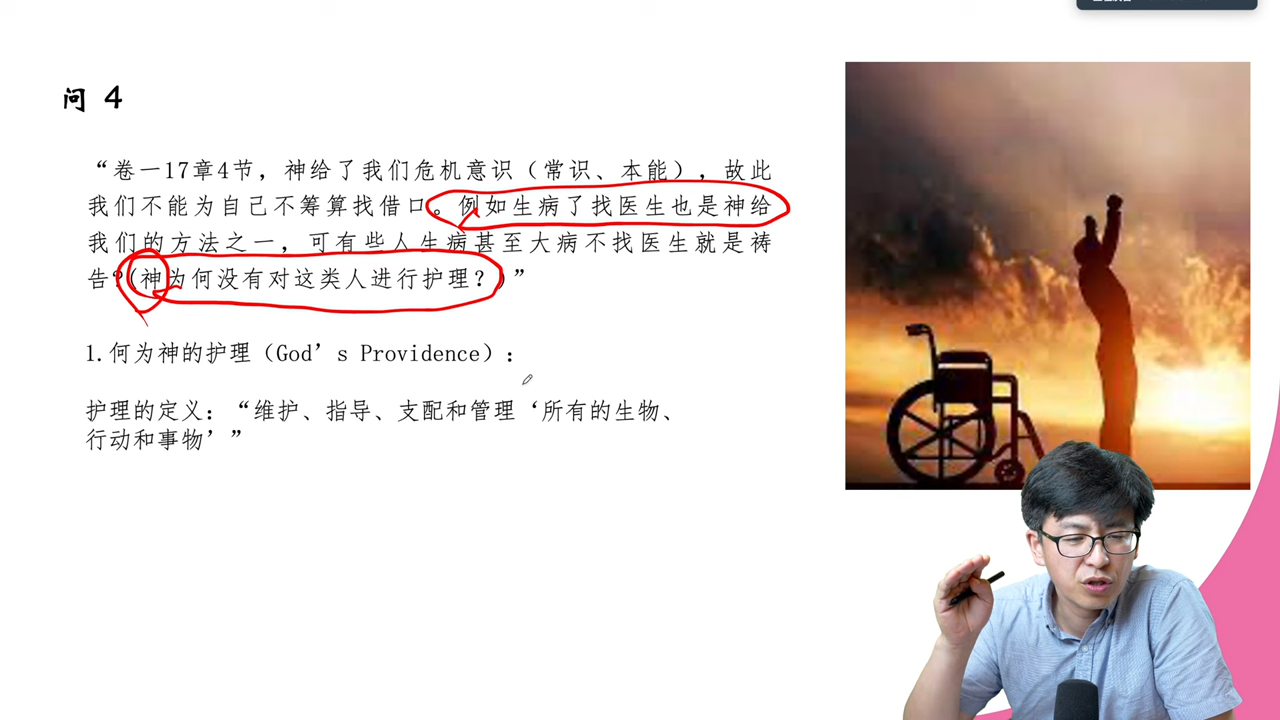 问 4
“卷一17章4节，神给了我们危机意识（常识、本能），故此
我们不能为自己不筹算找借口。例如生病了找医生也是神给
我们的方法之一，可有些人生病甚至大病不找医生就是祷
告?(神为何没有对这类人进行护理？)”
1.何为神的护理（God’s Providence）：
护理的定义：“维护、指导、支配和管理‘所有的生物、
行动和事物’”